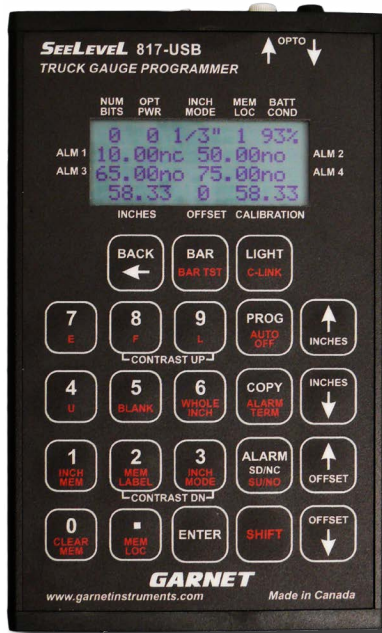 OPTO
SEELEVEL 817-USB
TRUCK GAUGE PROGRAMMER
NUM BITS OPT PWR INCH MODE MEM LOC BATT COND
0 0 1/3" 1 93%
ALM 1 10.00nc 50.00no ALM 2
ALM 3 65.00no 75.00no ALM 4
58.33 0 58.33
INCHES OFFSET CALIBRATION
BACK BAR LIGHT
BAR TST C-LINK
7 8 9 PROG
E F L AUTO OFF INCHES
CONTRAST UP
4 5 6 COPY INCHES
U BLANK WHOLE INCH ALARM TERM
1 2 3 ALARM
SD/NC
INCH MEM MEM LABEL INCH MODE SU/NO OFFSET
CONTRAST DN
0 . ENTER SHIFT OFFSET
CLEAR MEM MEM LOC
GARNET
www.garnetinstruments.com Made in Canada